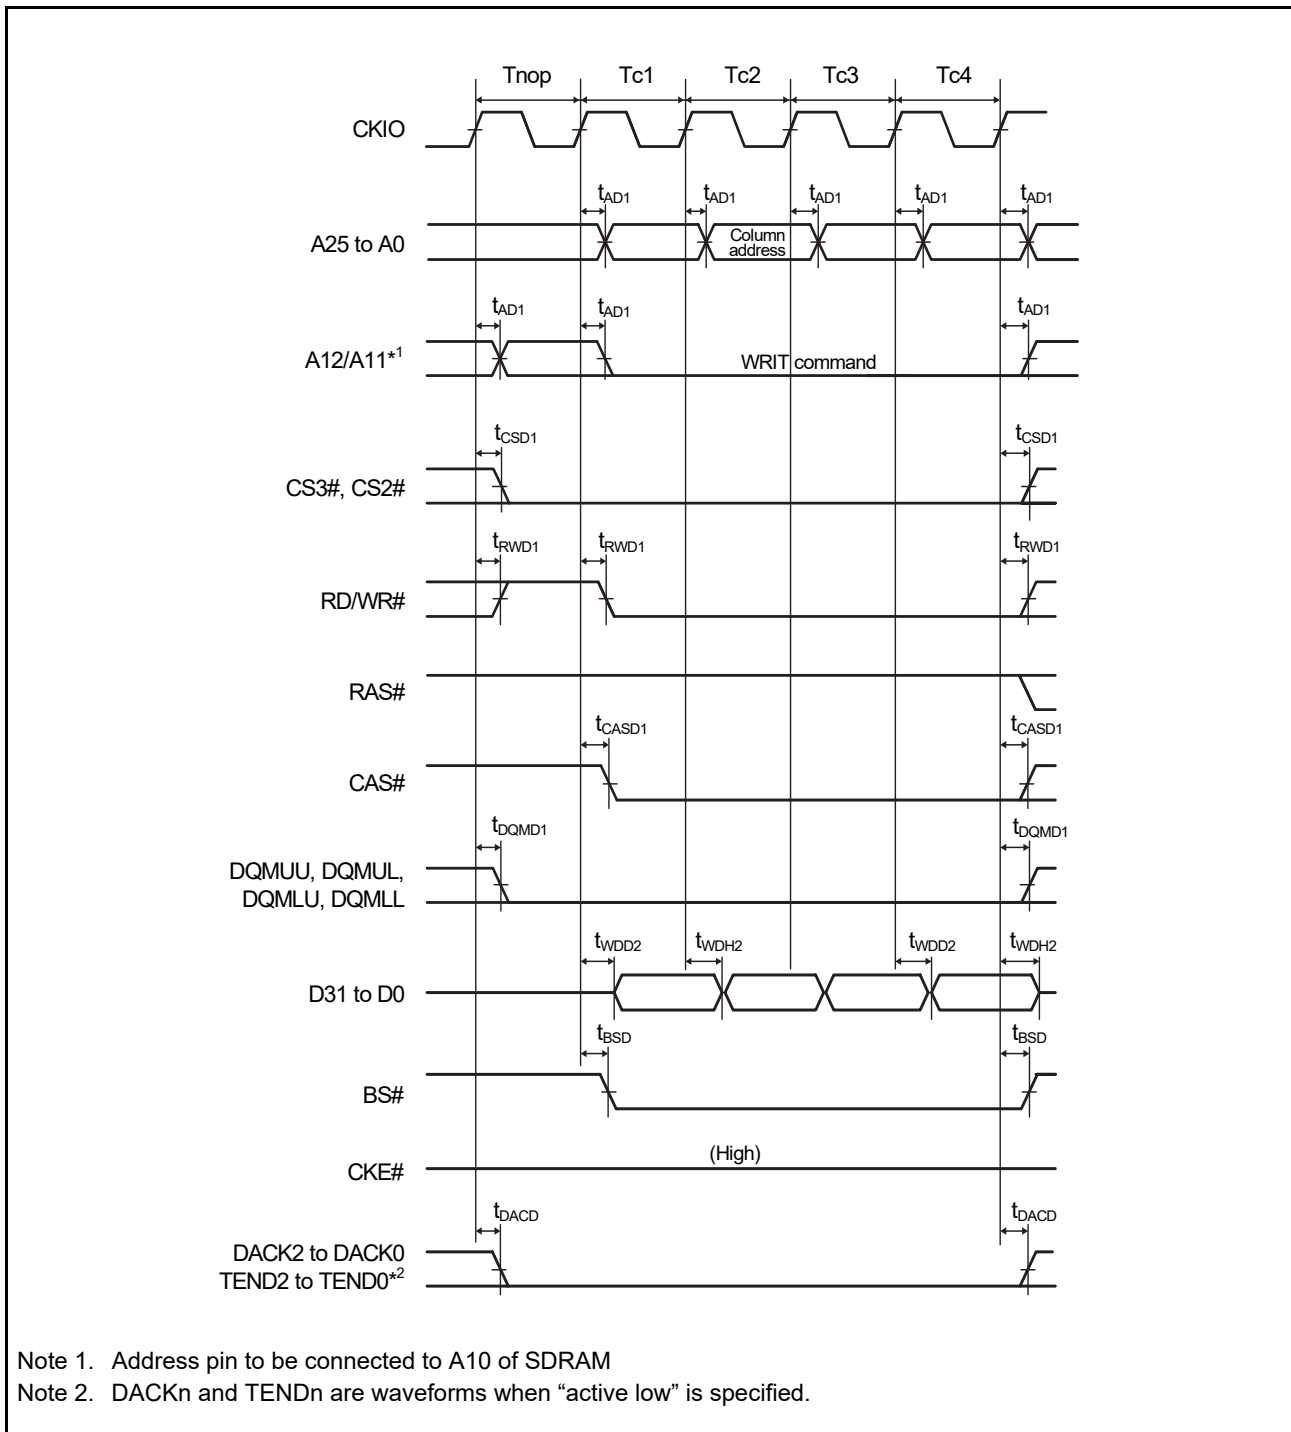 Tnop Tc1 Tc2 Tc3 Tc4
CKIO
tAD1 tAD1 tAD1 tAD1 tAD1
A25 to A0
Column
address
tAD1 tAD1 tAD1
A12/A11*1
WRIT command
tCSD1 tCSD1
CS3#, CS2#
tRWD1 tRWD1 tRWD1
RD/WR#
RAS#
tCASD1 tCASD1
CAS#
tDQMD1 tDQMD1
DQMUU, DQMUL,
DQMLU, DQMLL
tWDD2 tWDH2 tWDD2 tWDH2
D31 to D0
tBSD tBSD
BS#
(High)
CKE#
tDACD tDACD
DACK2 to DACK0
TEND2 to TEND0*2
Note 1. Address pin to be connected to A10 of SDRAM
Note 2. DACKn and TENDn are waveforms when “active low” is specified.